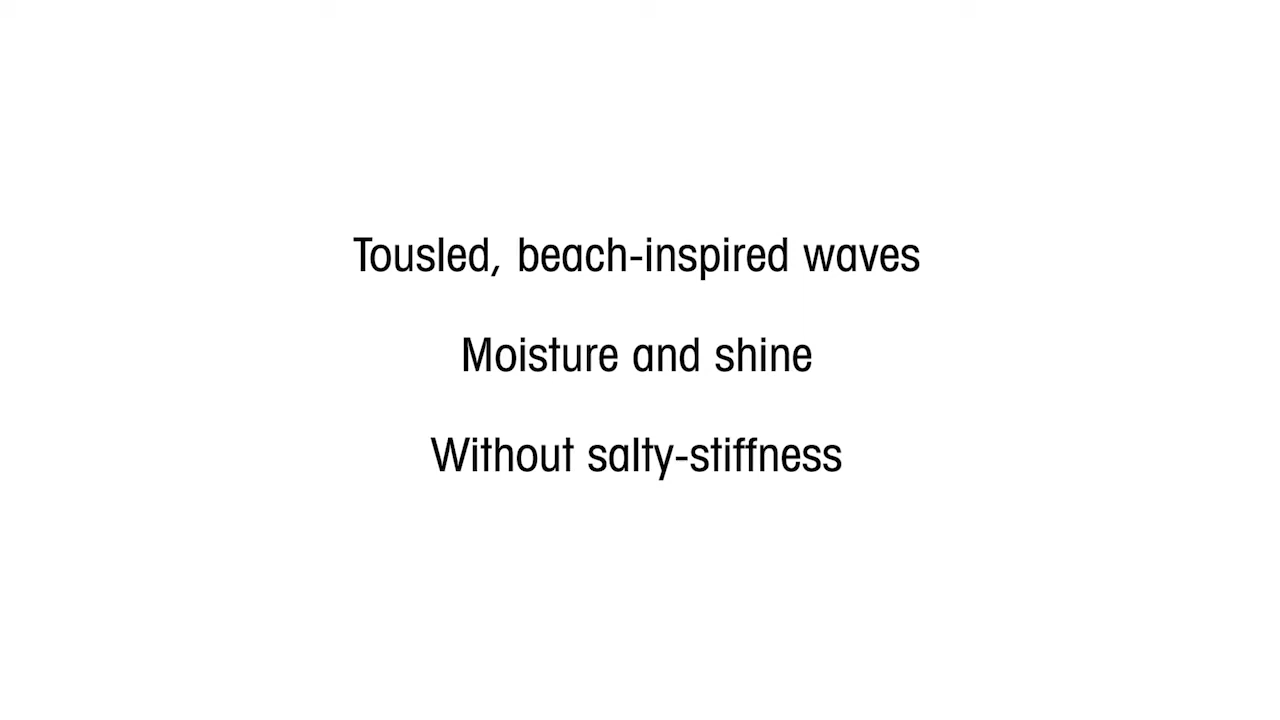 Tousled, beach-inspired waves
Moisture and shine
Without salty-stiffness